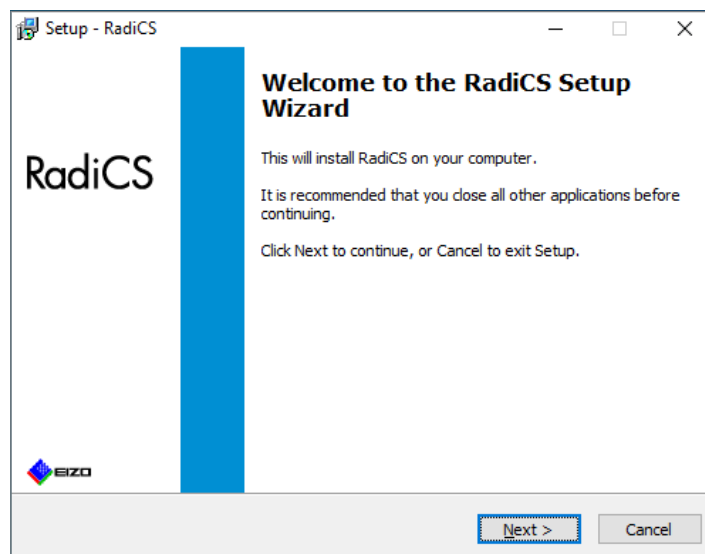 Setup - RadiCS
Welcome to the RadiCS Setup
Wizard
RadiCS
This will install RadiCS on your computer.
It is recommended that you close all other applications before
continuing.
Click Next to continue, or Cancel to exit Setup.
EIZO
Next >
Cancel